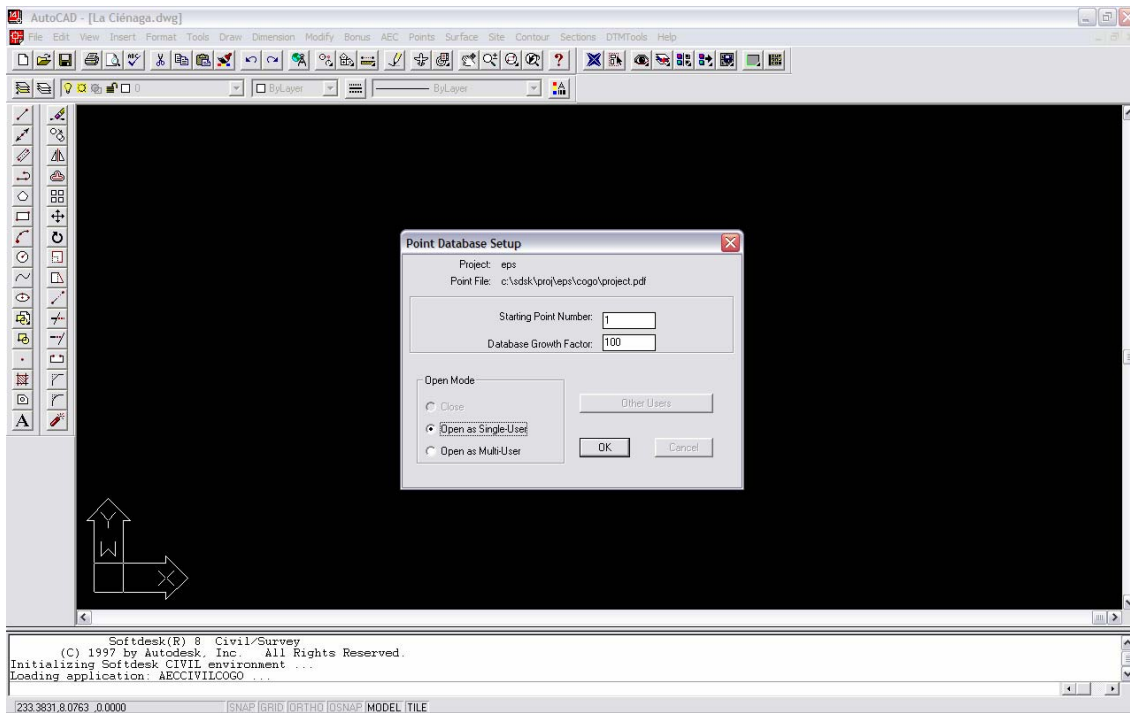 AutoCAD - [La Ciénaga.dwg]
File Edit View Insert Format Tools Draw Dimension Modify Bonus AEC Points Surface Site Contour Sections DTMTools Help
0 ByLayer ByLayer
Point Database Setup
Project: eps
Point File: c:\sdsk\proj\eps\cogo\project.pdf
Starting Point Number: 1
Database Growth Factor: 100
Open Mode
Close
Other Users
Open as Single-User
OK Cancel
Open as Multi-User
A
Y
W
X
Softdesk(R) 8 Civil/Survey
(C) 1997 by Autodesk, Inc. All Rights Reserved.
Initializing Softdesk CIVIL environment ...
Loading application: AECCIVILCOGO ...
233.3831,8.0763 ,0.0000 SNAP GRID ORTHO OSNAP MODEL TILE